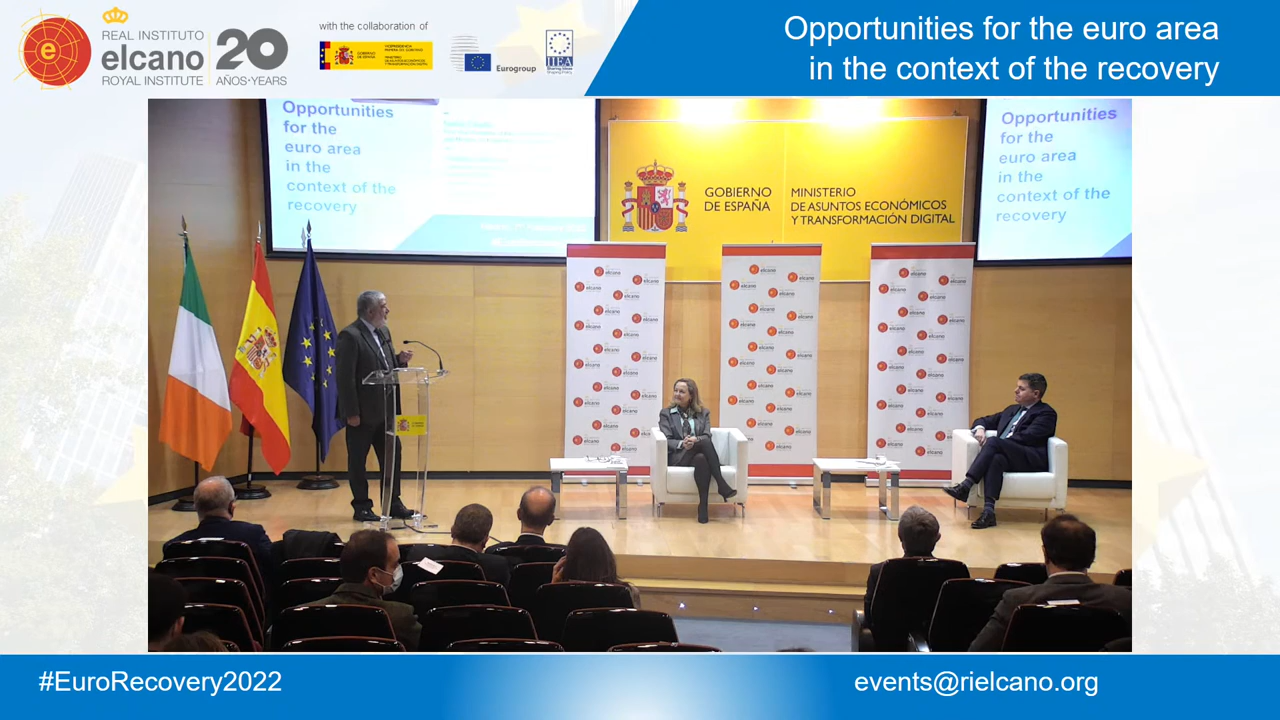 REAL INSTITUTO
elcano
ROYAL INSTITUTE
20
AÑOS·YEARS
with the collaboration of
Eurogroup
IIEA
Opportunities for the euro area
in the context of the recovery
Opportunities
for the
euro area
in the
context of the
recovery
GOBIERNO
DE ESPAÑA
MINISTERIO
DE ASUNTOS ECONÓMICOS
Y TRANSFORMACIÓN DIGITAL
Opportunities
for the
euro area
in the
context of the
recovery
elcano
#EuroRecovery2022
events@rielcano.org